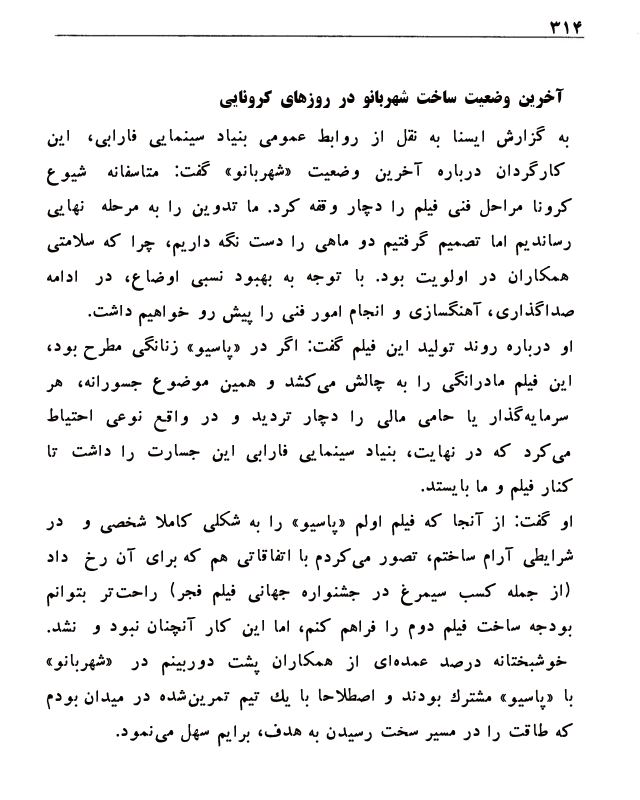 ۳۱۴
آخرین وضعیت ساخت شهربانو در روزهای کرونایی
به گزارش ایسنا به نقل از روابط عمومی بنیاد سینمایی فارابی، این
کارگردان درباره آخرین وضعیت «شهربانو» گفت: متاسفانه شیوع
کرونا مراحل فنی فیلم را دچار وقفه کرد. ما تدوین را به مرحله نهایی
رساندیم اما تصمیم گرفتیم دو ماهی را دست نگه داریم، چرا که سلامتی
همکاران در اولویت بود. با توجه به بهبود نسبی اوضاع، در ادامه
صداگذاری، آهنگسازی و انجام امور فنی را پیش رو خواهیم داشت.
او درباره روند تولید این فیلم گفت: اگر در «پاسیو» زنانگی مطرح بود،
این فیلم مادرانگی را به چالش می‌کشد و همین موضوع جسورانه، هر
سرمایه‌گذار یا حامی مالی را دچار تردید و در واقع نوعی احتیاط
می‌کرد که در نهایت، بنیاد سینمایی فارابی این جسارت را داشت تا
کنار فیلم و ما بایستد.
او گفت: از آنجا که فیلم اولم «پاسیو» را به شکلی کاملا شخصی و در
شرایطی آرام ساختم، تصور می‌کردم با اتفاقاتی هم که برای آن رخ داد
(از جمله کسب سیمرغ در جشنواره جهانی فیلم فجر) راحت‌تر بتوانم
بودجه ساخت فیلم دوم را فراهم کنم، اما این کار آنچنان نبود و نشد.
خوشبختانه درصد عمده‌ای از همکاران پشت دوربینم در «شهربانو»
با «پاسیو» مشترك بودند و اصطلاحا با یك تیم تمرین‌شده در میدان بودم
که طاقت را در مسیر سخت رسیدن به هدف، برایم سهل می‌نمود.